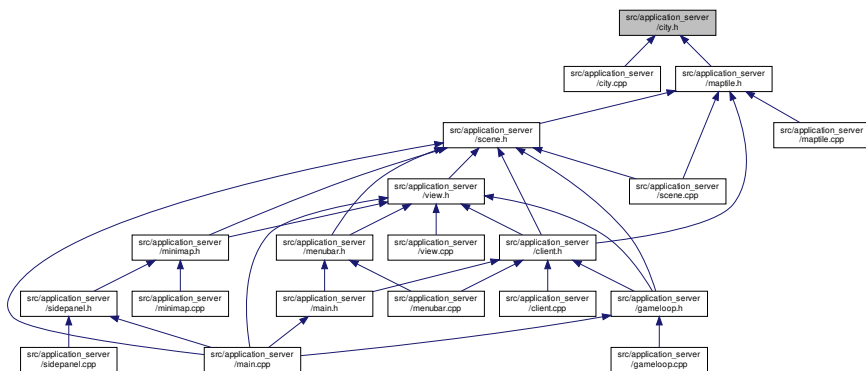 src/application_server
/city.h
src/application_server
/city.cpp
src/application_server
/maptile.h
src/application_server
/scene.h
src/application_server
/maptile.cpp
src/application_server
/view.h
src/application_server
/scene.cpp
src/application_server
/minimap.h
src/application_server
/menubar.h
src/application_server
/view.cpp
src/application_server
/client.h
src/application_server
/sidepanel.h
src/application_server
/minimap.cpp
src/application_server
/main.h
src/application_server
/menubar.cpp
src/application_server
/client.cpp
src/application_server
/gameloop.h
src/application_server
/sidepanel.cpp
src/application_server
/main.cpp
src/application_server
/gameloop.cpp